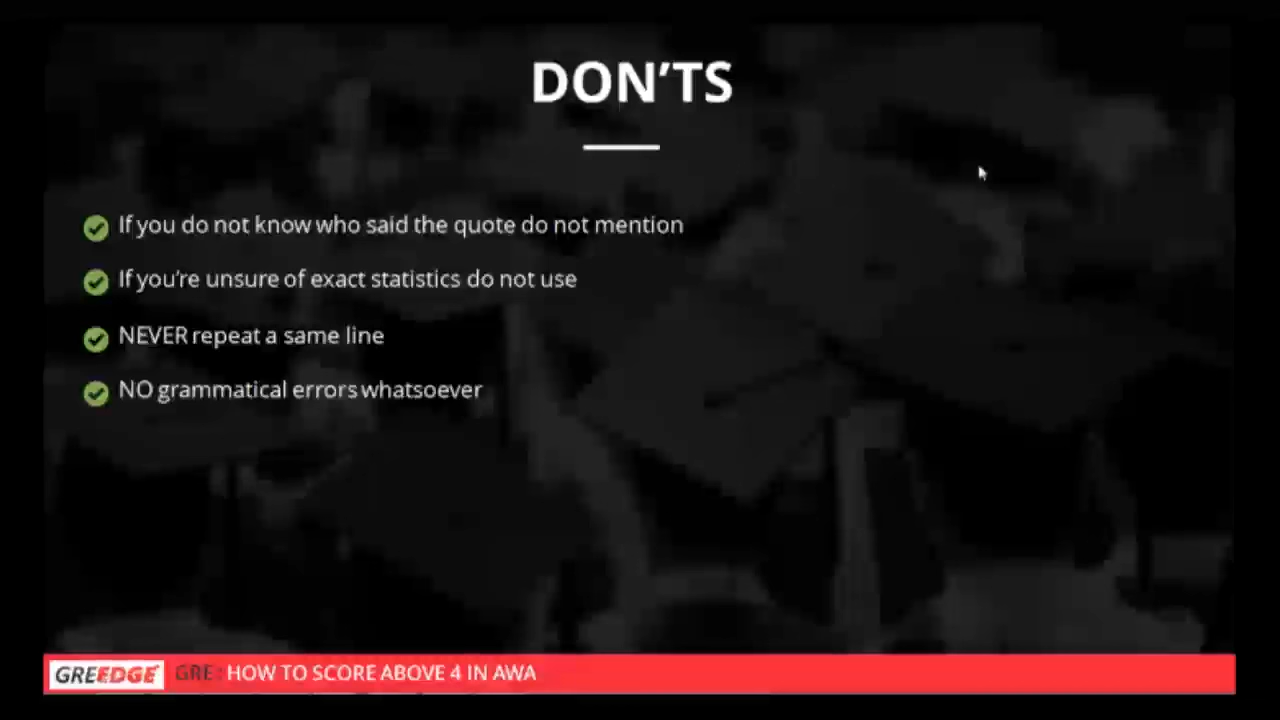 DON'TS
If you do not know who said the quote do not mention
If you're unsure of exact statistics do not use
NEVER repeat a same line
NO grammatical errors whatsoever
GREEDGE GRE : HOW TO SCORE ABOVE 4 IN AWA